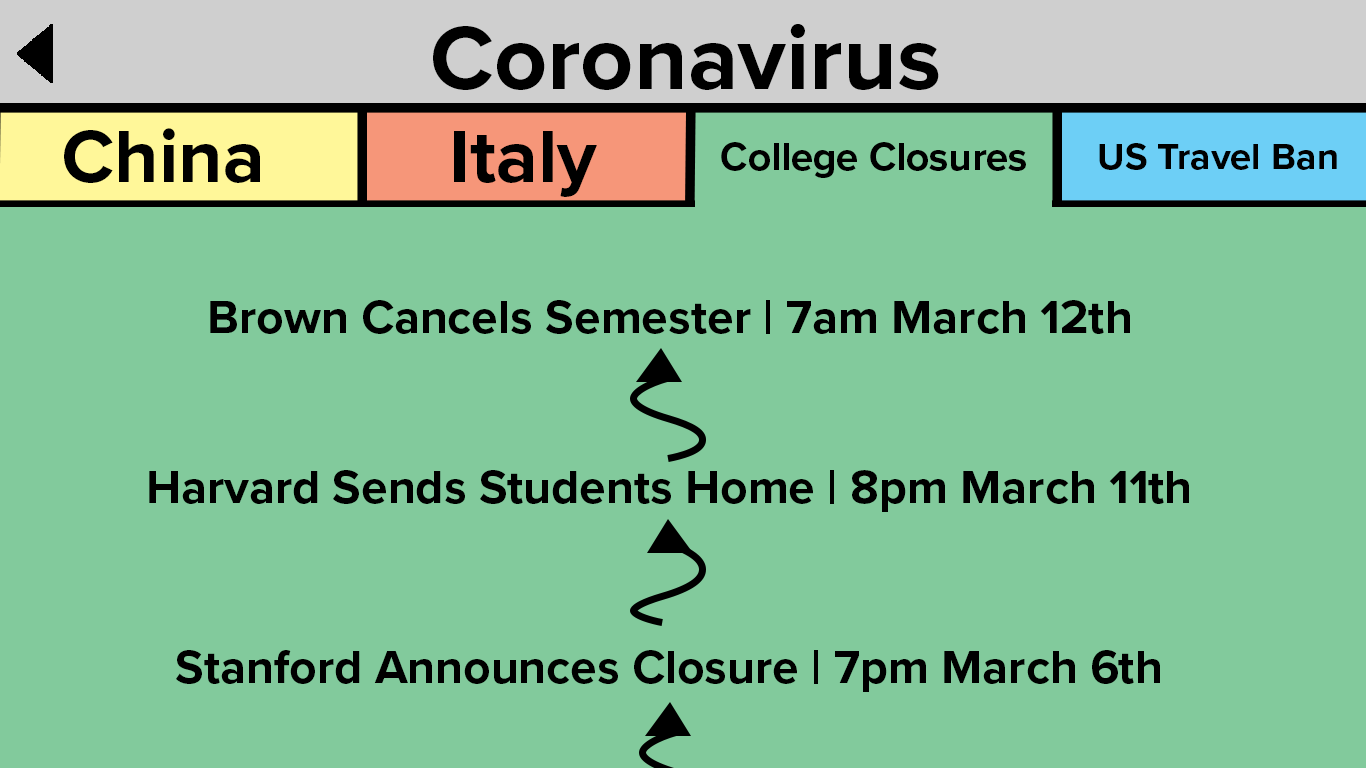 Coronavirus
China
Italy
College Closures
US Travel Ban
Brown Cancels Semester | 7am March 12th
Harvard Sends Students Home | 8pm March 11th
Stanford Announces Closure | 7pm March 6th